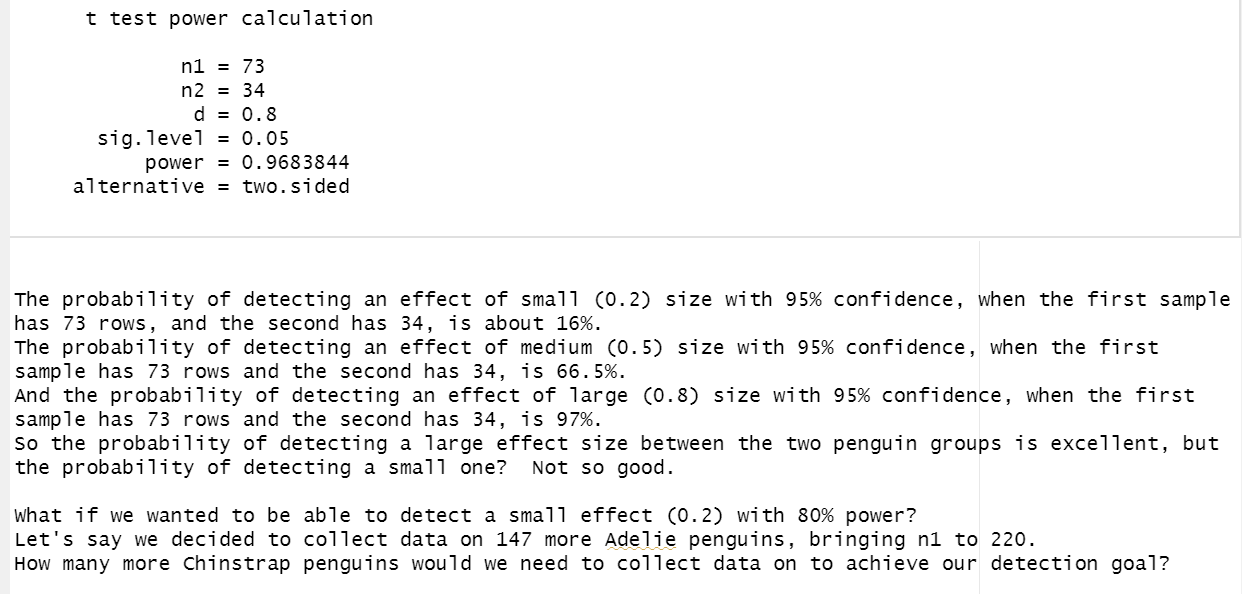 t test power calculation
n1 = 73
n2 = 34
d = 0.8
sig.level = 0.05
power = 0.9683844
alternative = two.sided
The probability of detecting an effect of small (0.2) size with 95% confidence, when the first sample
has 73 rows, and the second has 34, is about 16%.
The probability of detecting an effect of medium (0.5) size with 95% confidence, when the first
sample has 73 rows and the second has 34, is 66.5%.
And the probability of detecting an effect of large (0.8) size with 95% confidence, when the first
sample has 73 rows and the second has 34, is 97%.
So the probability of detecting a large effect size between the two penguin groups is excellent, but
the probability of detecting a small one?  Not so good.
What if we wanted to be able to detect a small effect (0.2) with 80% power?
Let's say we decided to collect data on 147 more Adelie penguins, bringing n1 to 220.
How many more Chinstrap penguins would we need to collect data on to achieve our detection goal?